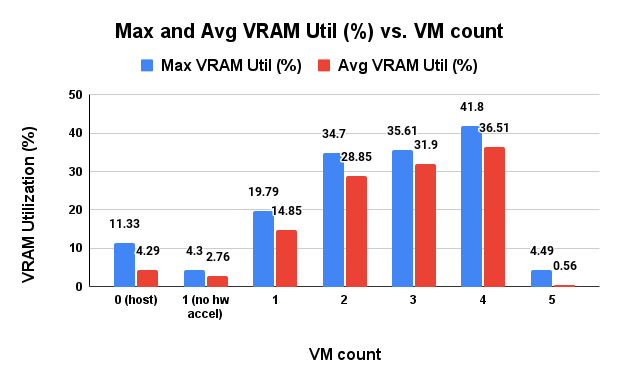 Max and Avg VRAM Util (%) vs. VM count
Max VRAM Util (%) Avg VRAM Util (%)
VRAM Utilization (%)
50
40
30
20
10
0
11.33 4.29
4.3 2.76
19.79 14.85
34.7 28.85
35.61 31.9
41.8 36.51
4.49 0.56
0 (host) 1 (no hw 1 2 3 4 5
accel)
VM count